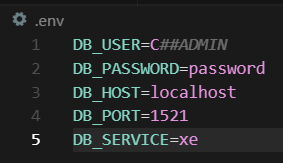 .env
1 DB_USER=C##ADMIN
2 DB_PASSWORD=password
3 DB_HOST=localhost
4 DB_PORT=1521
5 DB_SERVICE=xe